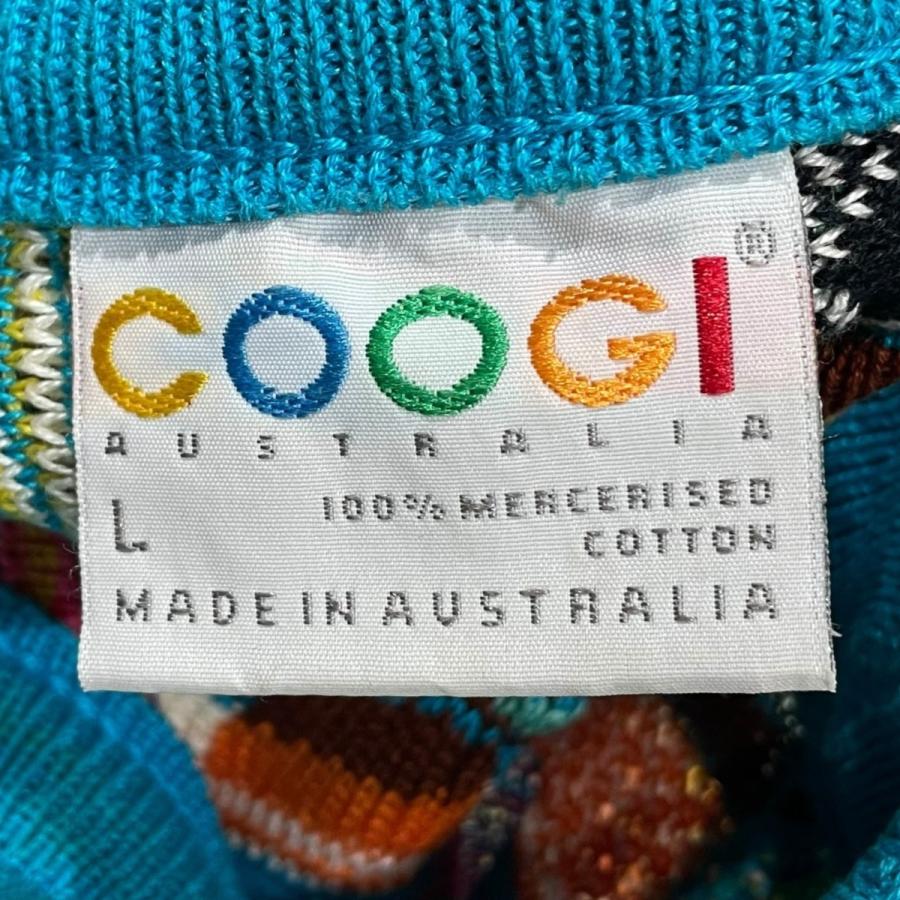 COOGI®
AUSTRALIA
L 100% MERCERISED
COTTON
MADE IN AUSTRALIA